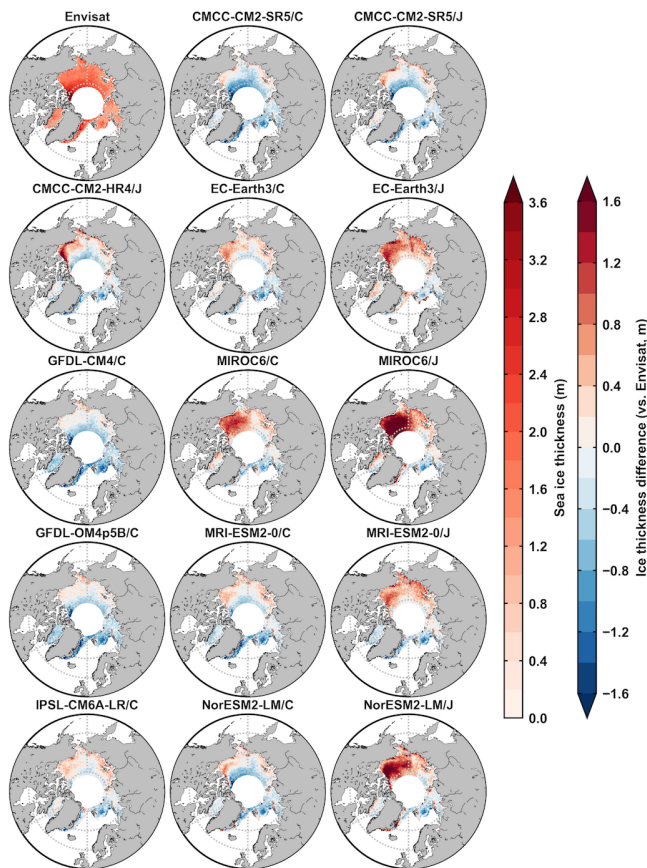 Envisat
CMCC-CM2-SR5/C
CMCC-CM2-SR5/J
CMCC-CM2-HR4/J
EC-Earth3/C
EC-Earth3/J
GFDL-CM4/C
MIROC6/C
MIROC6/J
GFDL-OM4p5B/C
MRI-ESM2-0/C
MRI-ESM2-0/J
IPSL-CM6A-LR/C
NorESM2-LM/C
NorESM2-LM/J
3.6
3.2
2.8
2.4
2.0
1.6
1.2
0.8
0.4
0.0
Sea ice thickness (m)
1.6
1.2
0.8
0.4
0.0
−0.4
−0.8
−1.2
−1.6
Ice thickness difference (vs. Envisat, m)